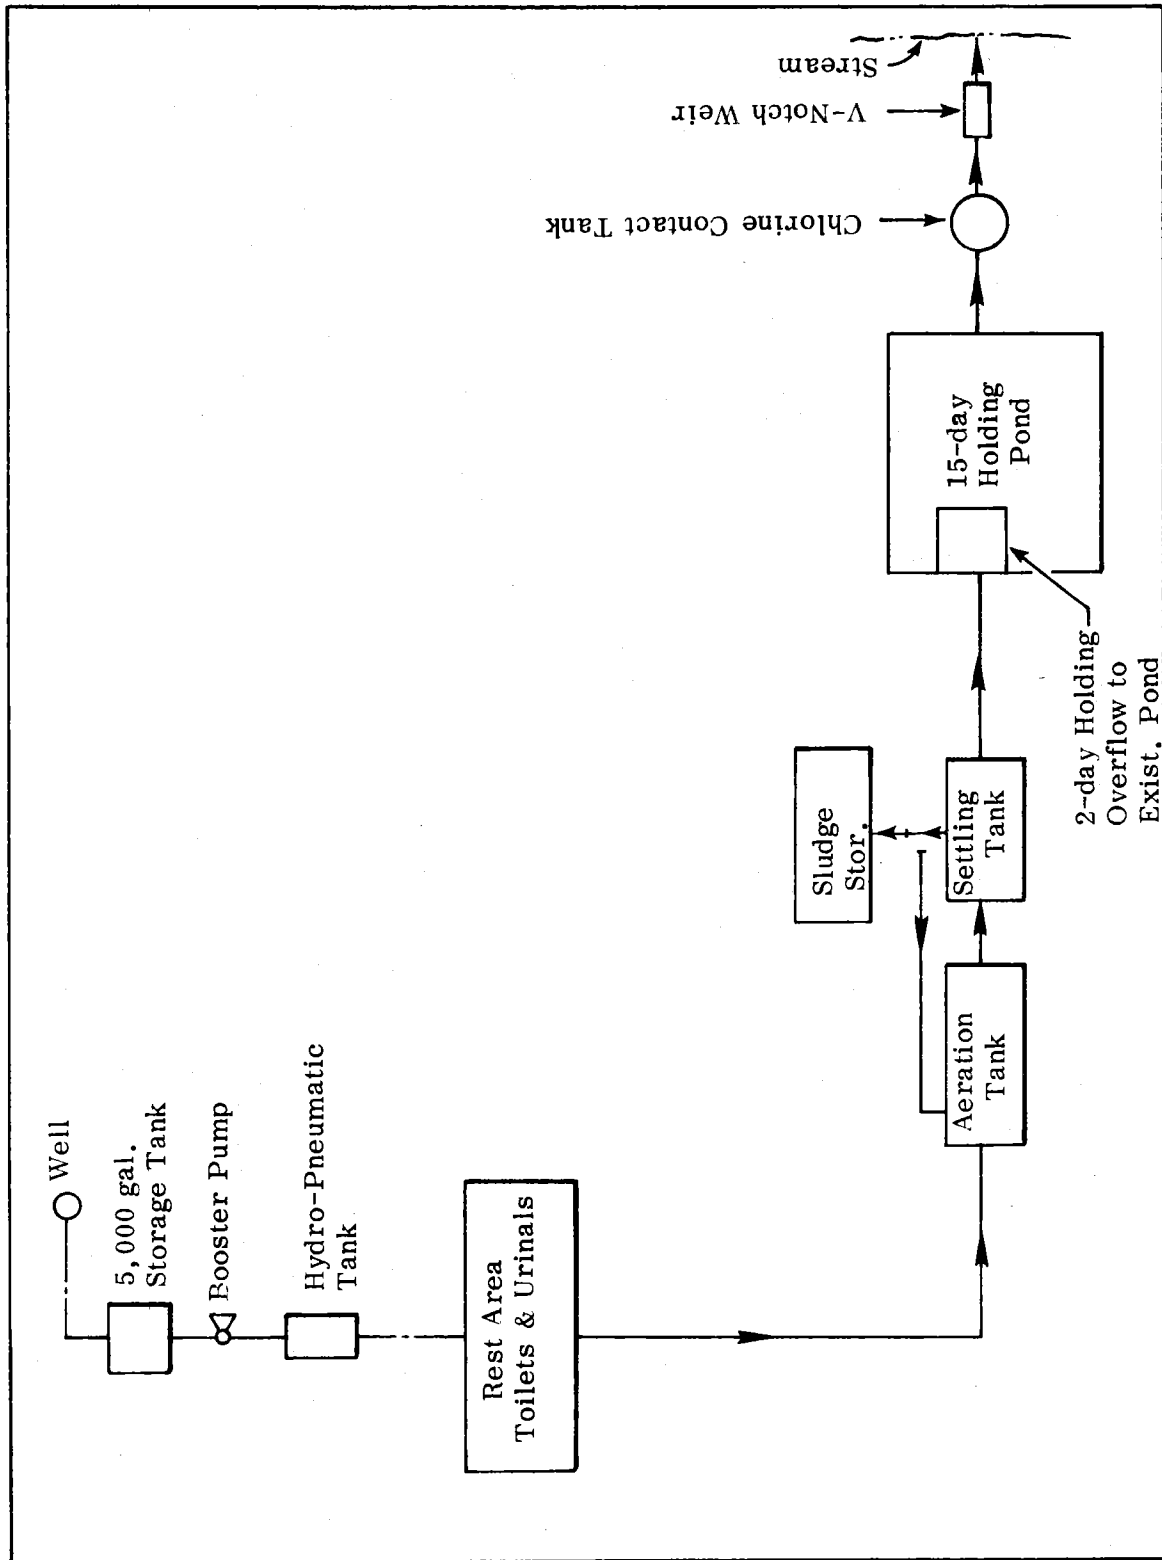 Well
5,000 gal.
Storage Tank
Booster Pump
Hydro-Pneumatic
Tank
Rest Area
Toilets & Urinals
Aeration
Tank
Settling
Tank
Sludge
Stor.
2-day Holding
Overflow to
Exist. Pond
15-day
Holding
Pond
Chlorine Contact Tank
V-Notch Weir
Stream